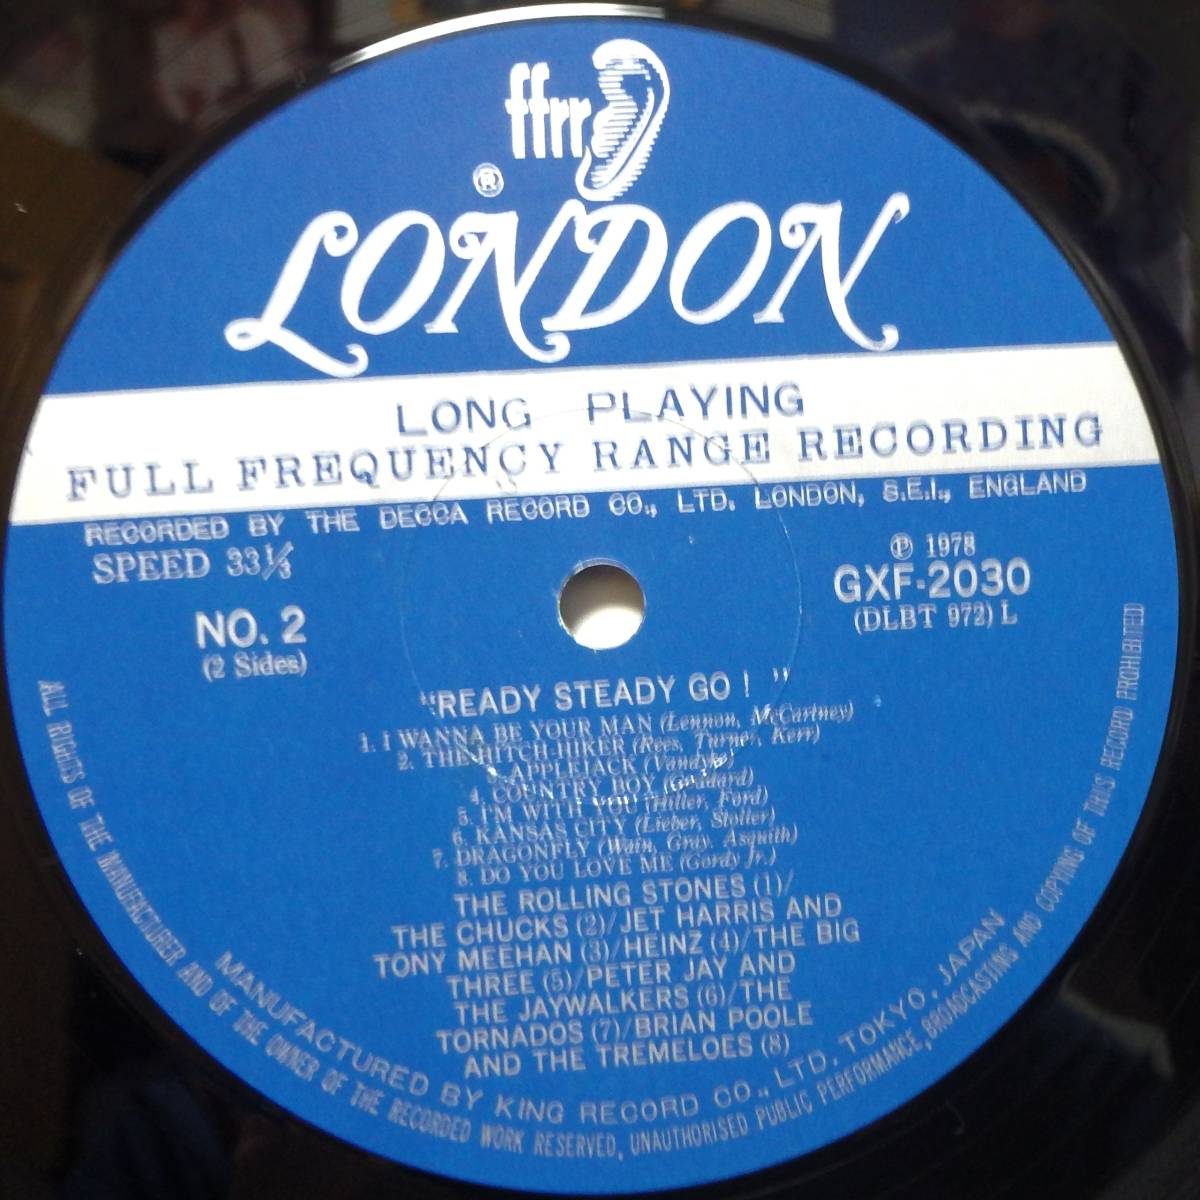 ffrr
®
LONDON
LONG PLAYING
FULL FREQUENCY RANGE RECORDING
RECORDED BY THE DECCA RECORD CO., LTD. LONDON, S.E.I., ENGLAND
SPEED 33⅓
℗ 1978
GXF-2030
(DLBT 972) L
NO. 2
(2 Sides)
"READY STEADY GO ! "
1. I WANNA BE YOUR MAN (Lennon, McCartney)
2. THE HITCH-HIKER (Rees, Turner, Kerr)
3. APPLEJACK (Vandyke)
4. COUNTRY BOY (Goddard)
5. I'M WITH YOU (Hiller, Ford)
6. KANSAS CITY (Lieber, Stoller)
7. DRAGONFLY (Wain, Gray, Asquith)
8. DO YOU LOVE ME (Gordy Jr.)
THE ROLLING STONES (1)/
THE CHUCKS (2)/JET HARRIS AND
TONY MEEHAN (3)/HEINZ (4)/THE BIG
THREE (5)/PETER JAY AND
THE JAYWALKERS (6)/THE
TORNADOS (7)/BRIAN POOLE
AND THE TREMELOES (8)
MANUFACTURED BY KING RECORD CO., LTD. TOKYO, JAPAN
ALL RIGHTS OF THE MANUFACTURER AND OF THE OWNER OF THE RECORDED WORK RESERVED, UNAUTHORISED PUBLIC PERFORMANCE, BROADCASTING AND COPYING OF THIS RECORD PROHIBITED